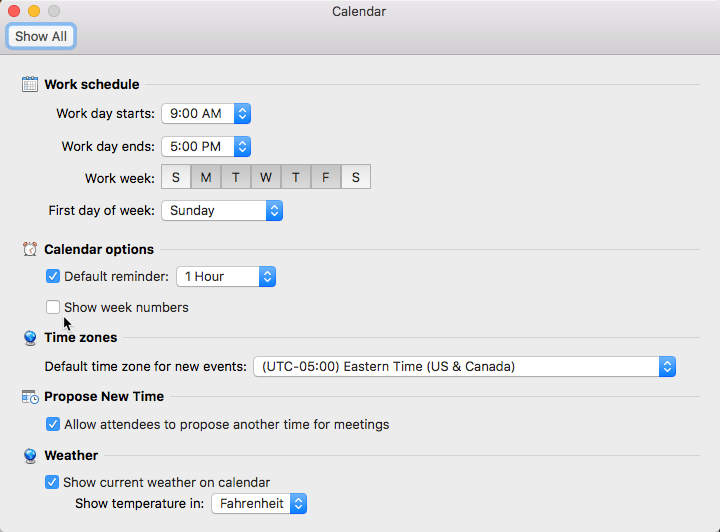 Calendar
Show All
Work schedule
Work day starts: 9:00 AM
Work day ends: 5:00 PM
Work week: S M T W T F S
First day of week: Sunday
Calendar options
Default reminder: 1 Hour
Show week numbers
Time zones
Default time zone for new events: (UTC-05:00) Eastern Time (US & Canada)
Propose New Time
Allow attendees to propose another time for meetings
Weather
Show current weather on calendar
Show temperature in: Fahrenheit